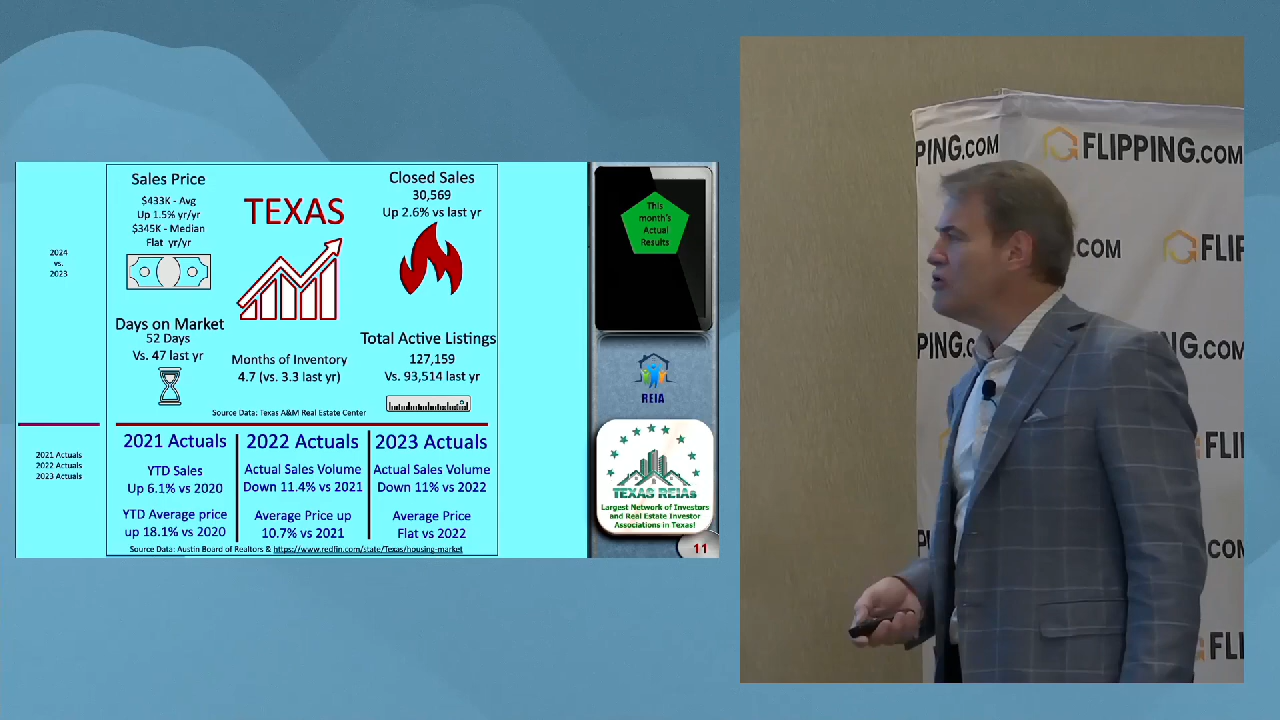 2024
vs.
2023
Sales Price
$433K - Avg
Up 1.5% yr/yr
$345K - Median
Flat yr/yr
TEXAS
Closed Sales
30,569
Up 2.6% vs last yr
Days on Market
52 Days
Vs. 47 last yr
Months of Inventory
4.7 (vs. 3.3 last yr)
Total Active Listings
127,159
Vs. 93,514 last yr
Source Data: Texas A&M Real Estate Center
2021 Actuals
2022 Actuals
2023 Actuals
2021 Actuals
YTD Sales
Up 6.1% vs 2020
YTD Average price
up 18.1% vs 2020
2022 Actuals
Actual Sales Volume
Down 11.4% vs 2021
Average Price up
10.7% vs 2021
2023 Actuals
Actual Sales Volume
Down 11% vs 2022
Average Price
Flat vs 2022
Source Data: Austin Board of Realtors & https://www.redfin.com/state/Texas/housing-market
This
month's
Actual
Results
REIA
TEXAS REIAs
Largest Network of Investors
and Real Estate Investor
Associations in Texas!
11
PING.COM
FLIPPING.COM
.COM
FLIP
PING.COM
NG.COM
FLI
COM
FLI